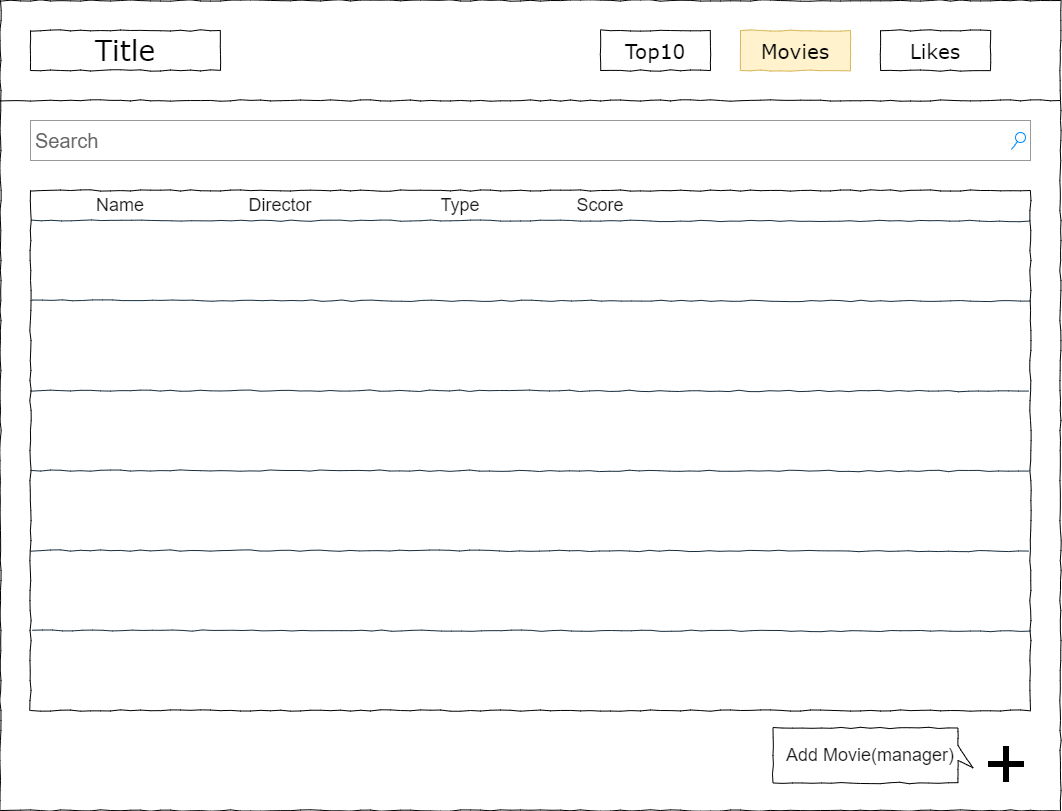 Title
Top10
Movies
Likes
Search
Name Director Type Score
Add Movie(manager)